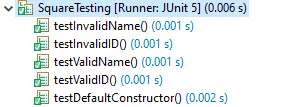 SquareTesting [Runner: JUnit 5] (0.006 s)
testInvalidName() (0.001 s)
testInvalidID() (0.001 s)
testValidName() (0.001 s)
testValidID() (0.001 s)
testDefaultConstructor() (0.002 s)